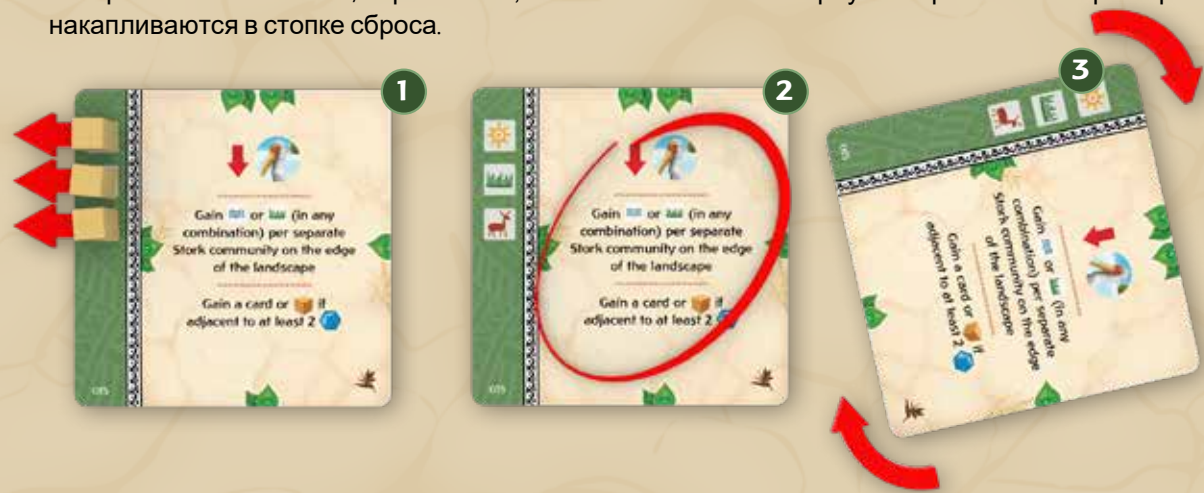 накапливаются в стопке сброса.
1
Gain or (in any
combination) per separate
Stork community on the edge
of the landscape
Gain a card or if
adjacent to at least 2
2
Gain or (in any
combination) per separate
Stork community on the edge
of the landscape
Gain a card or if
adjacent to at least 2
3
Gain or (in any
combination) per separate
Stork community on the edge
of the landscape
Gain a card or if
adjacent to at least 2